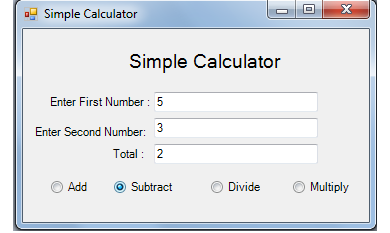 Simple Calculator
Simple Calculator
Enter First Number : 5
Enter Second Number: 3
Total : 2
Add Subtract Divide Multiply